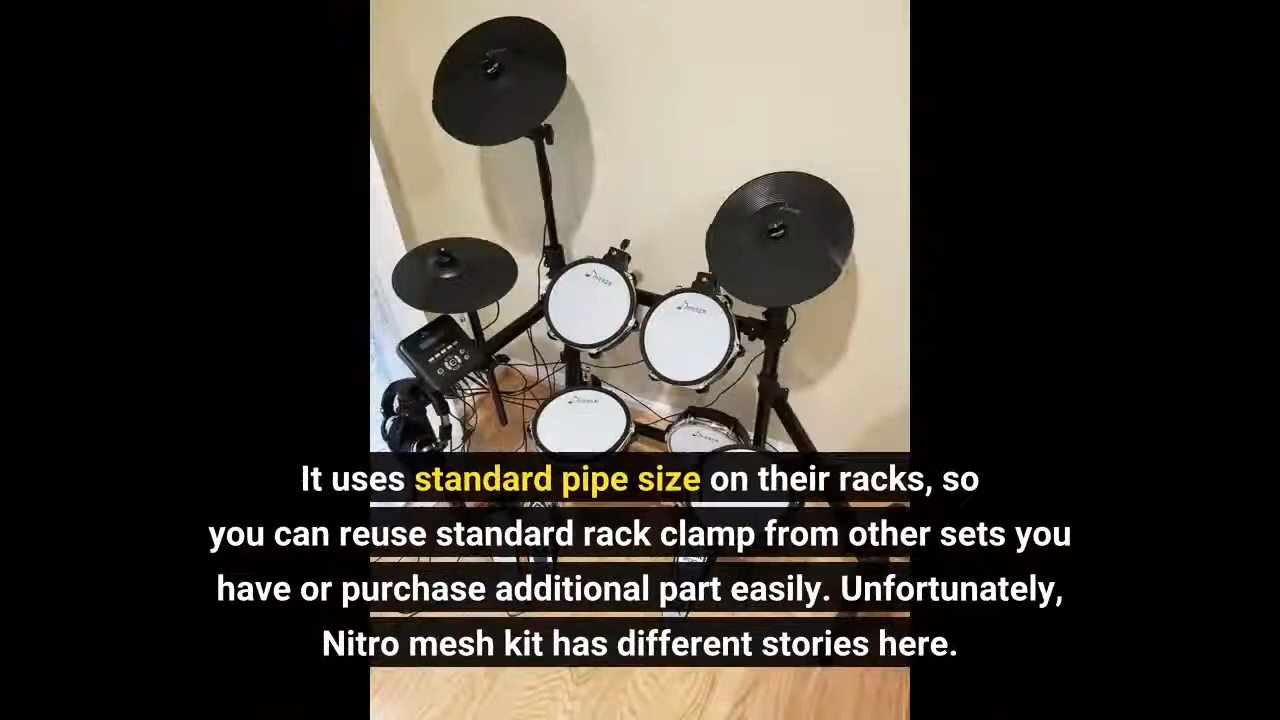 It uses standard pipe size on their racks, so
you can reuse standard rack clamp from other sets you
have or purchase additional part easily. Unfortunately,
Nitro mesh kit has different stories here.